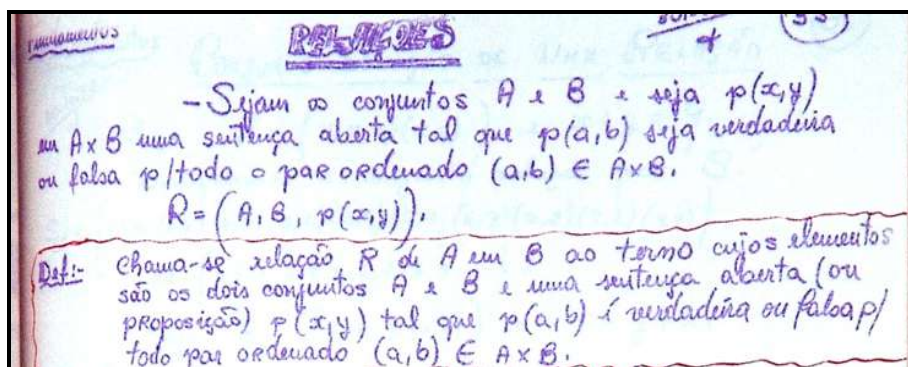 RELAÇÕES
33
- Sejam os conjuntos A e B e seja p(x,y)
em A×B uma sentença aberta tal que p(a,b) seja verdadeira
ou falsa p/todo o par ordenado (a,b) ∈ A×B.
R = (A, B, p(x,y)).
Def:- Chama-se relação R de A em B ao terno cujos elementos
são os dois conjuntos A e B e uma sentença aberta (ou
proposição) p(x,y) tal que p(a,b) é verdadeira ou falsa p/
todo par ordenado (a,b) ∈ A×B.